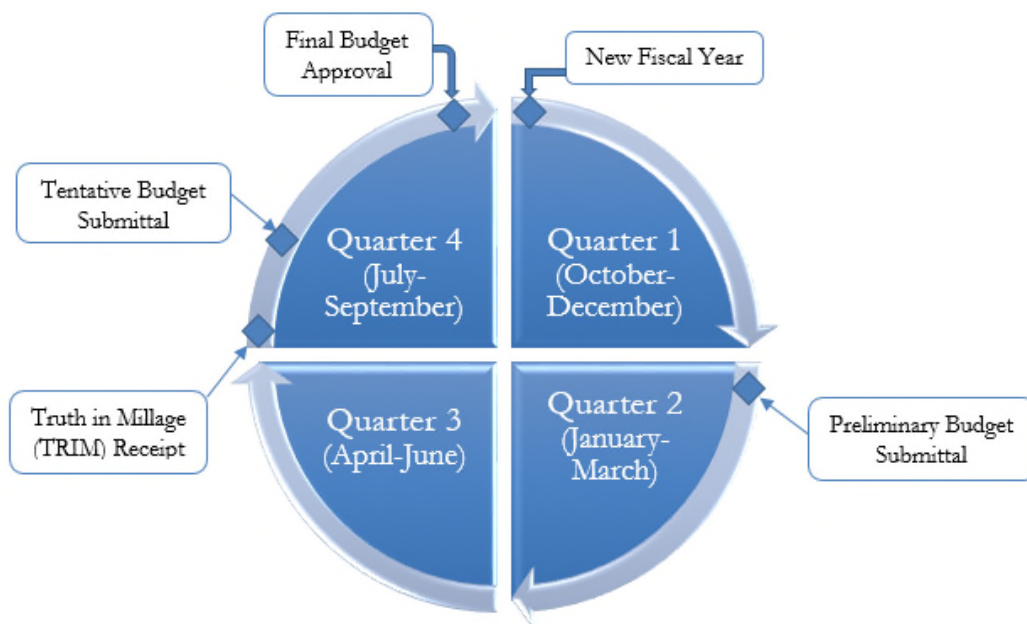 Final Budget
Approval
New Fiscal Year
Tentative Budget
Submittal
Quarter 4
(July-
September)
Quarter 1
(October-
December)
Truth in Millage
(TRIM) Receipt
Quarter 3
(April-June)
Quarter 2
(January-
March)
Preliminary Budget
Submittal